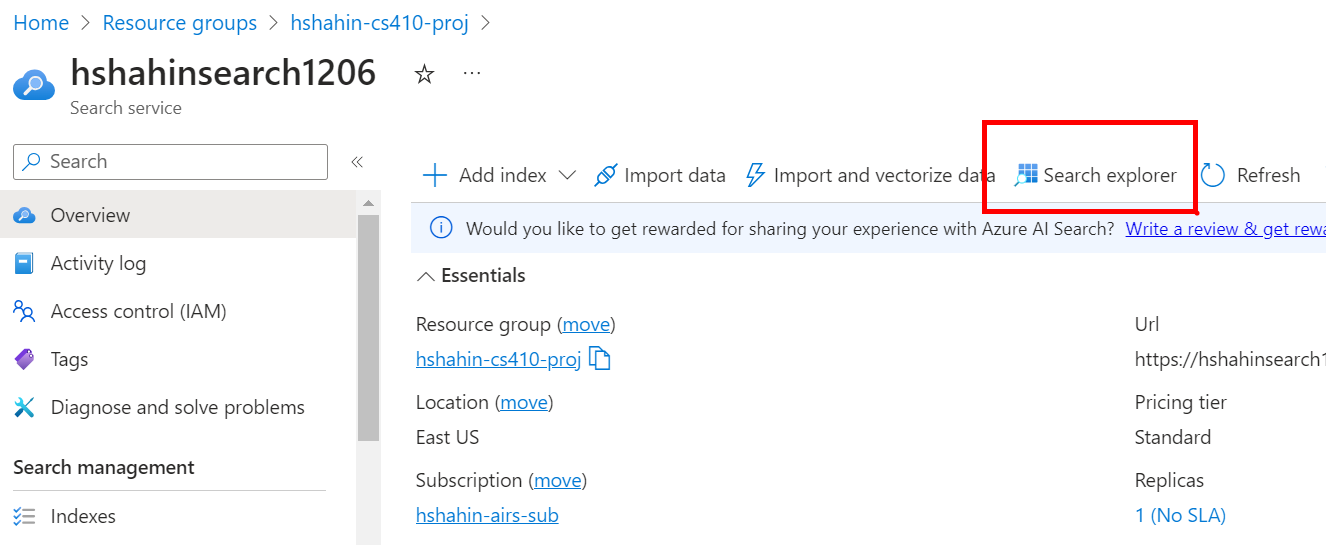 Home > Resource groups > hshahin-cs410-proj >
hshahinsearch1206
Search service
Search
Add index
Import data
Import and vectorize data
Search explorer
Refresh
Would you like to get rewarded for sharing your experience with Azure AI Search? Write a review & get rewa
Overview
Activity log
Access control (IAM)
Tags
Diagnose and solve problems
Search management
Indexes
Essentials
Resource group (move)
hshahin-cs410-proj
Location (move)
East US
Subscription (move)
hshahin-airs-sub
Url
https://hshahinsearch1
Pricing tier
Standard
Replicas
1 (No SLA)